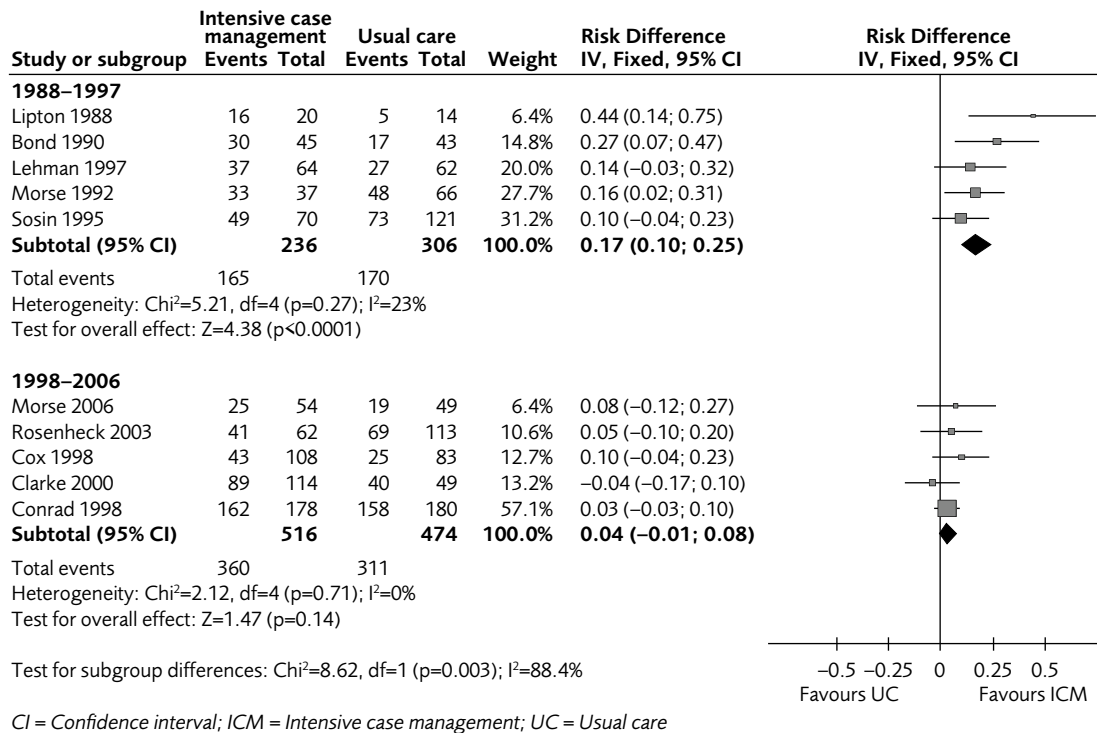 Intensive case
management Usual care Risk Difference Risk Difference
Study or subgroup Events Total Events Total Weight IV, Fixed, 95% CI IV, Fixed, 95% CI
1988–1997
Lipton 1988 16 20 5 14 6.4% 0.44 (0.14; 0.75)
Bond 1990 30 45 17 43 14.8% 0.27 (0.07; 0.47)
Lehman 1997 37 64 27 62 20.0% 0.14 (–0.03; 0.32)
Morse 1992 33 37 48 66 27.7% 0.16 (0.02; 0.31)
Sosin 1995 49 70 73 121 31.2% 0.10 (–0.04; 0.23)
Subtotal (95% CI) 236 306 100.0% 0.17 (0.10; 0.25)
Total events 165 170
Heterogeneity: Chi²=5.21, df=4 (p=0.27); I²=23%
Test for overall effect: Z=4.38 (p<0.0001)
1998–2006
Morse 2006 25 54 19 49 6.4% 0.08 (–0.12; 0.27)
Rosenheck 2003 41 62 69 113 10.6% 0.05 (–0.10; 0.20)
Cox 1998 43 108 25 83 12.7% 0.10 (–0.04; 0.23)
Clarke 2000 89 114 40 49 13.2% –0.04 (–0.17; 0.10)
Conrad 1998 162 178 158 180 57.1% 0.03 (–0.03; 0.10)
Subtotal (95% CI) 516 474 100.0% 0.04 (–0.01; 0.08)
Total events 360 311
Heterogeneity: Chi²=2.12, df=4 (p=0.71); I²=0%
Test for overall effect: Z=1.47 (p=0.14)
Test for subgroup differences: Chi²=8.62, df=1 (p=0.003); I²=88.4%
–0.5 –0.25 0 0.25 0.5
Favours UC Favours ICM
CI = Confidence interval; ICM = Intensive case management; UC = Usual care